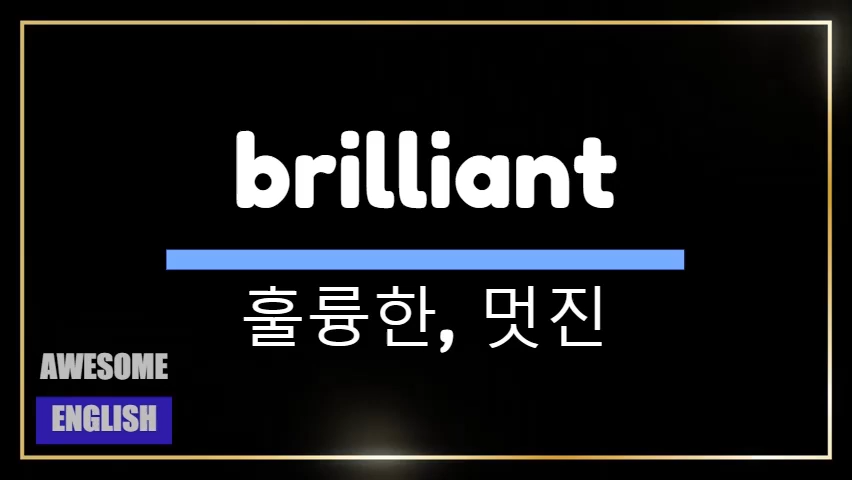 brilliant
훌륭한, 멋진
AWESOME
ENGLISH